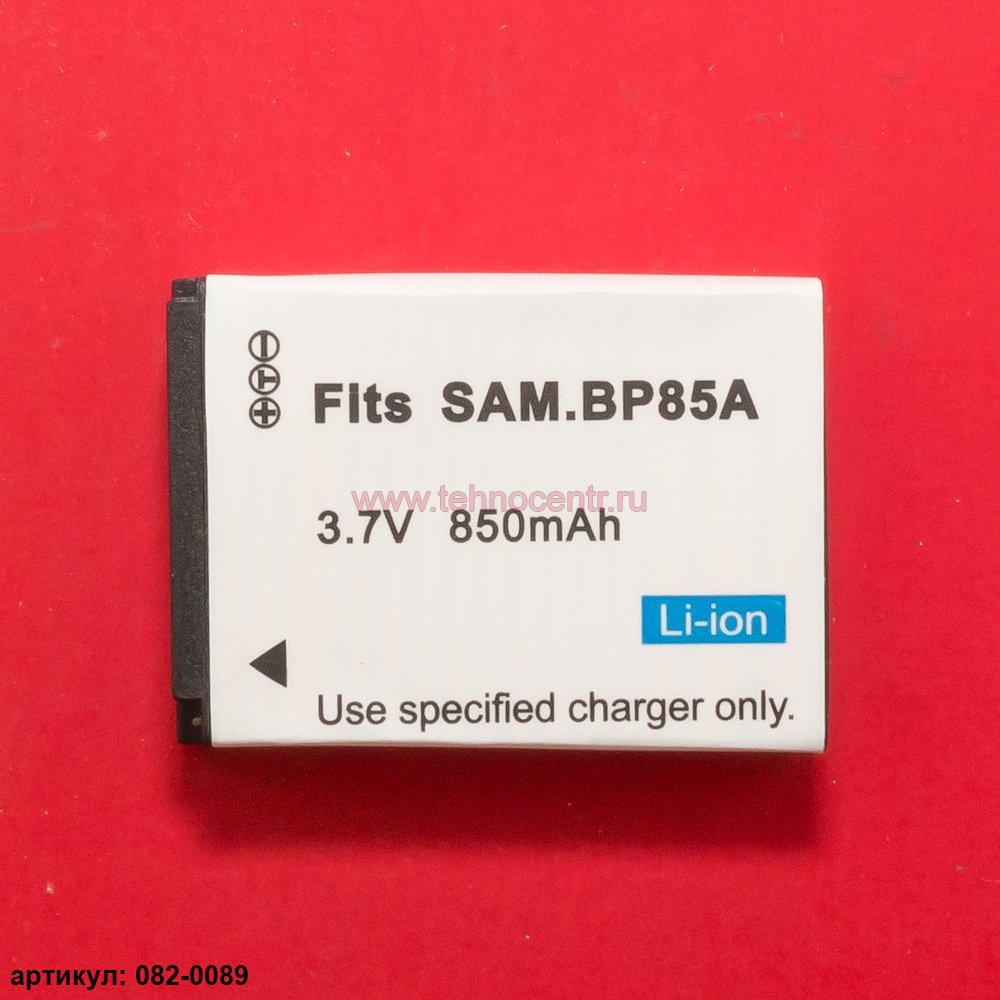 Fits SAM.BP85A
www.tehnocentr.ru
3.7V 850mAh
Li-ion
Use specified charger only.
артикул: 082-0089